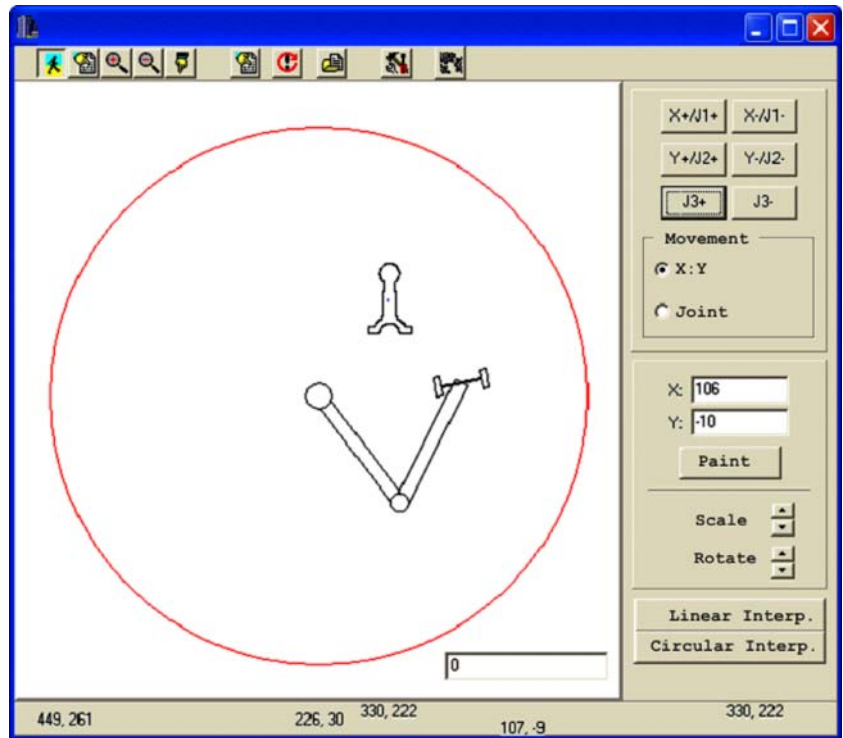 X+/J1+ X-/J1-
Y+/J2+ Y-/J2-
J3+ J3-
Movement
X:Y
Joint
X: 106
Y: -10
Paint
Scale
Rotate
Linear Interp.
Circular Interp.
0
449, 261 226, 30 330, 222 107, -9 330, 222